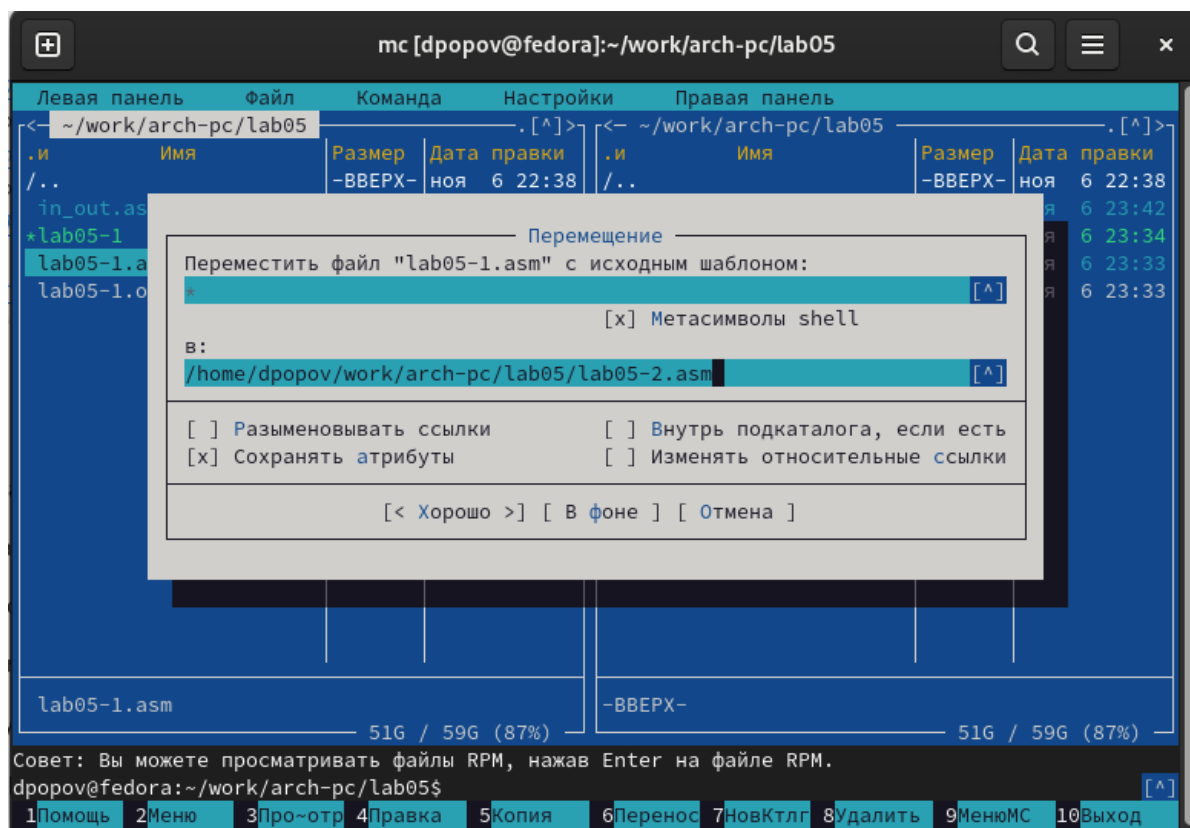 mc [dpopov@fedora]:~/work/arch-pc/lab05
Левая панель Файл Команда Настройки Правая панель
<— ~/work/arch-pc/lab05 .[^]> <— ~/work/arch-pc/lab05 .[^]>
.и Имя Размер Дата правки .и Имя Размер Дата правки
/.. -ВВЕРХ- ноя 6 22:38 /.. -ВВЕРХ- ноя 6 22:38
in_out.as я 6 23:42
*lab05-1 Перемещение я 6 23:34
lab05-1.a Переместить файл "lab05-1.asm" с исходным шаблоном: я 6 23:33
lab05-1.o * [^] я 6 23:33
[x] Метасимволы shell
в:
/home/dpopov/work/arch-pc/lab05/lab05-2.asm [^]
[ ] Разыменовывать ссылки [ ] Внутрь подкаталога, если есть
[x] Сохранять атрибуты [ ] Изменять относительные ссылки
[< Хорошо >] [ В фоне ] [ Отмена ]
lab05-1.asm -ВВЕРХ-
51G / 59G (87%) 51G / 59G (87%)
Совет: Вы можете просматривать файлы RPM, нажав Enter на файле RPM.
dpopov@fedora:~/work/arch-pc/lab05$ [^]
1Помощь 2Меню 3Про~отр 4Правка 5Копия 6Перенос 7НовКтлг 8Удалить 9МенюМС 10Выход